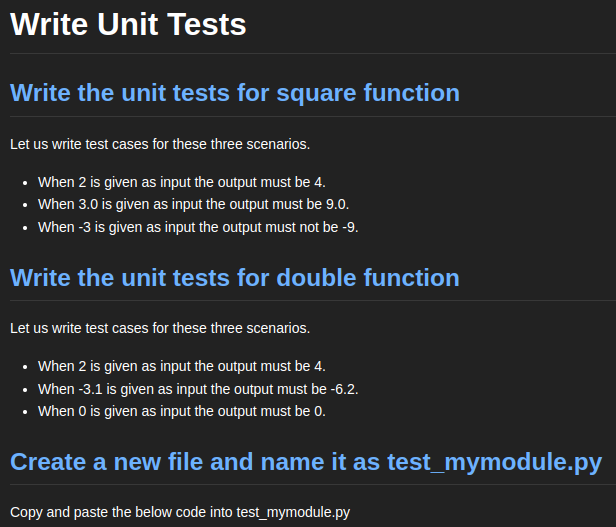 Write Unit Tests
Write the unit tests for square function
Let us write test cases for these three scenarios.
When 2 is given as input the output must be 4.
When 3.0 is given as input the output must be 9.0.
When -3 is given as input the output must not be -9.
Write the unit tests for double function
Let us write test cases for these three scenarios.
When 2 is given as input the output must be 4.
When -3.1 is given as input the output must be -6.2.
When 0 is given as input the output must be 0.
Create a new file and name it as test_mymodule.py
Copy and paste the below code into test_mymodule.py